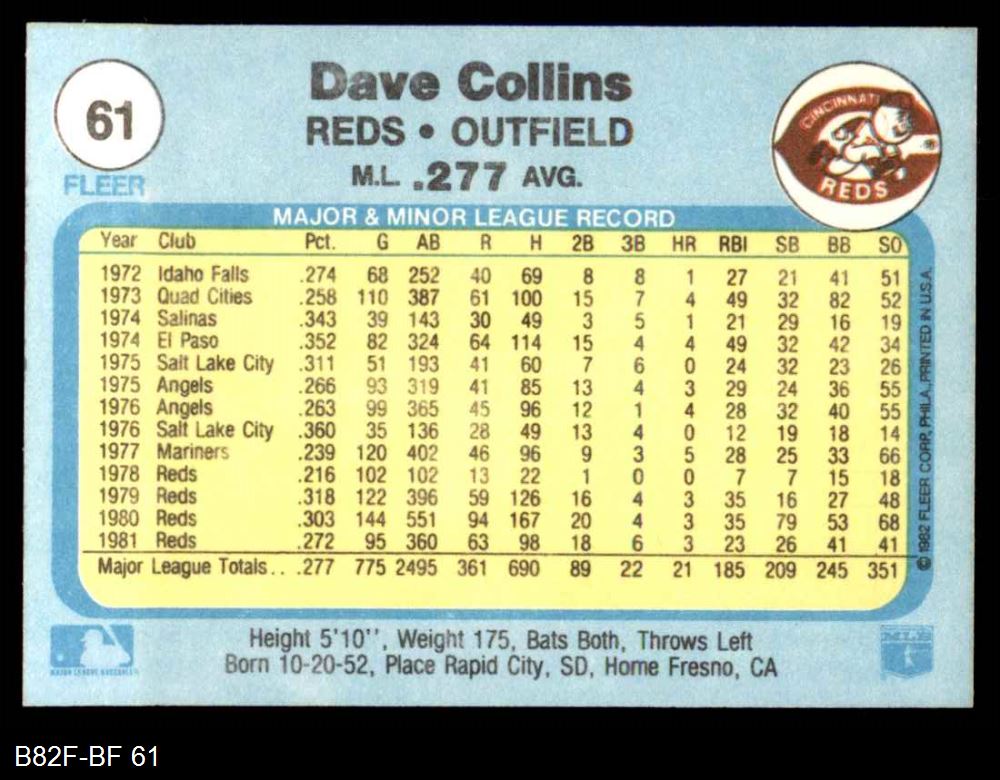 61
FLEER
Dave Collins
REDS • OUTFIELD
M.L. .277 AVG.
CINCINNATI
REDS
MAJOR & MINOR LEAGUE RECORD
Year Club Pct. G AB R H 2B 3B HR RBI SB BB SO
1972 Idaho Falls .274 68 252 40 69 8 8 1 27 21 41 51
1973 Quad Cities .258 110 387 61 100 15 7 4 49 32 82 52
1974 Salinas .343 39 143 30 49 3 5 1 21 29 16 19
1974 El Paso .352 82 324 64 114 15 4 4 49 32 42 34
1975 Salt Lake City .311 51 193 41 60 7 6 0 24 32 23 26
1975 Angels .266 93 319 41 85 13 4 3 29 24 36 55
1976 Angels .263 99 365 45 96 12 1 4 28 32 40 55
1976 Salt Lake City .360 35 136 28 49 13 4 0 12 19 18 14
1977 Mariners .239 120 402 46 96 9 3 5 28 25 33 66
1978 Reds .216 102 102 13 22 1 0 0 7 7 15 18
1979 Reds .318 122 396 59 126 16 4 3 35 16 27 48
1980 Reds .303 144 551 94 167 20 4 3 35 79 53 68
1981 Reds .272 95 360 63 98 18 6 3 23 26 41 41
Major League Totals . . .277 775 2495 361 690 89 22 21 185 209 245 351
© 1982 FLEER CORP., PHILA., PRINTED IN U.S.A.
Height 5'10'', Weight 175, Bats Both, Throws Left
Born 10-20-52, Place Rapid City, SD, Home Fresno, CA
MAJOR LEAGUE BASEBALL
MLB
B82F-BF 61